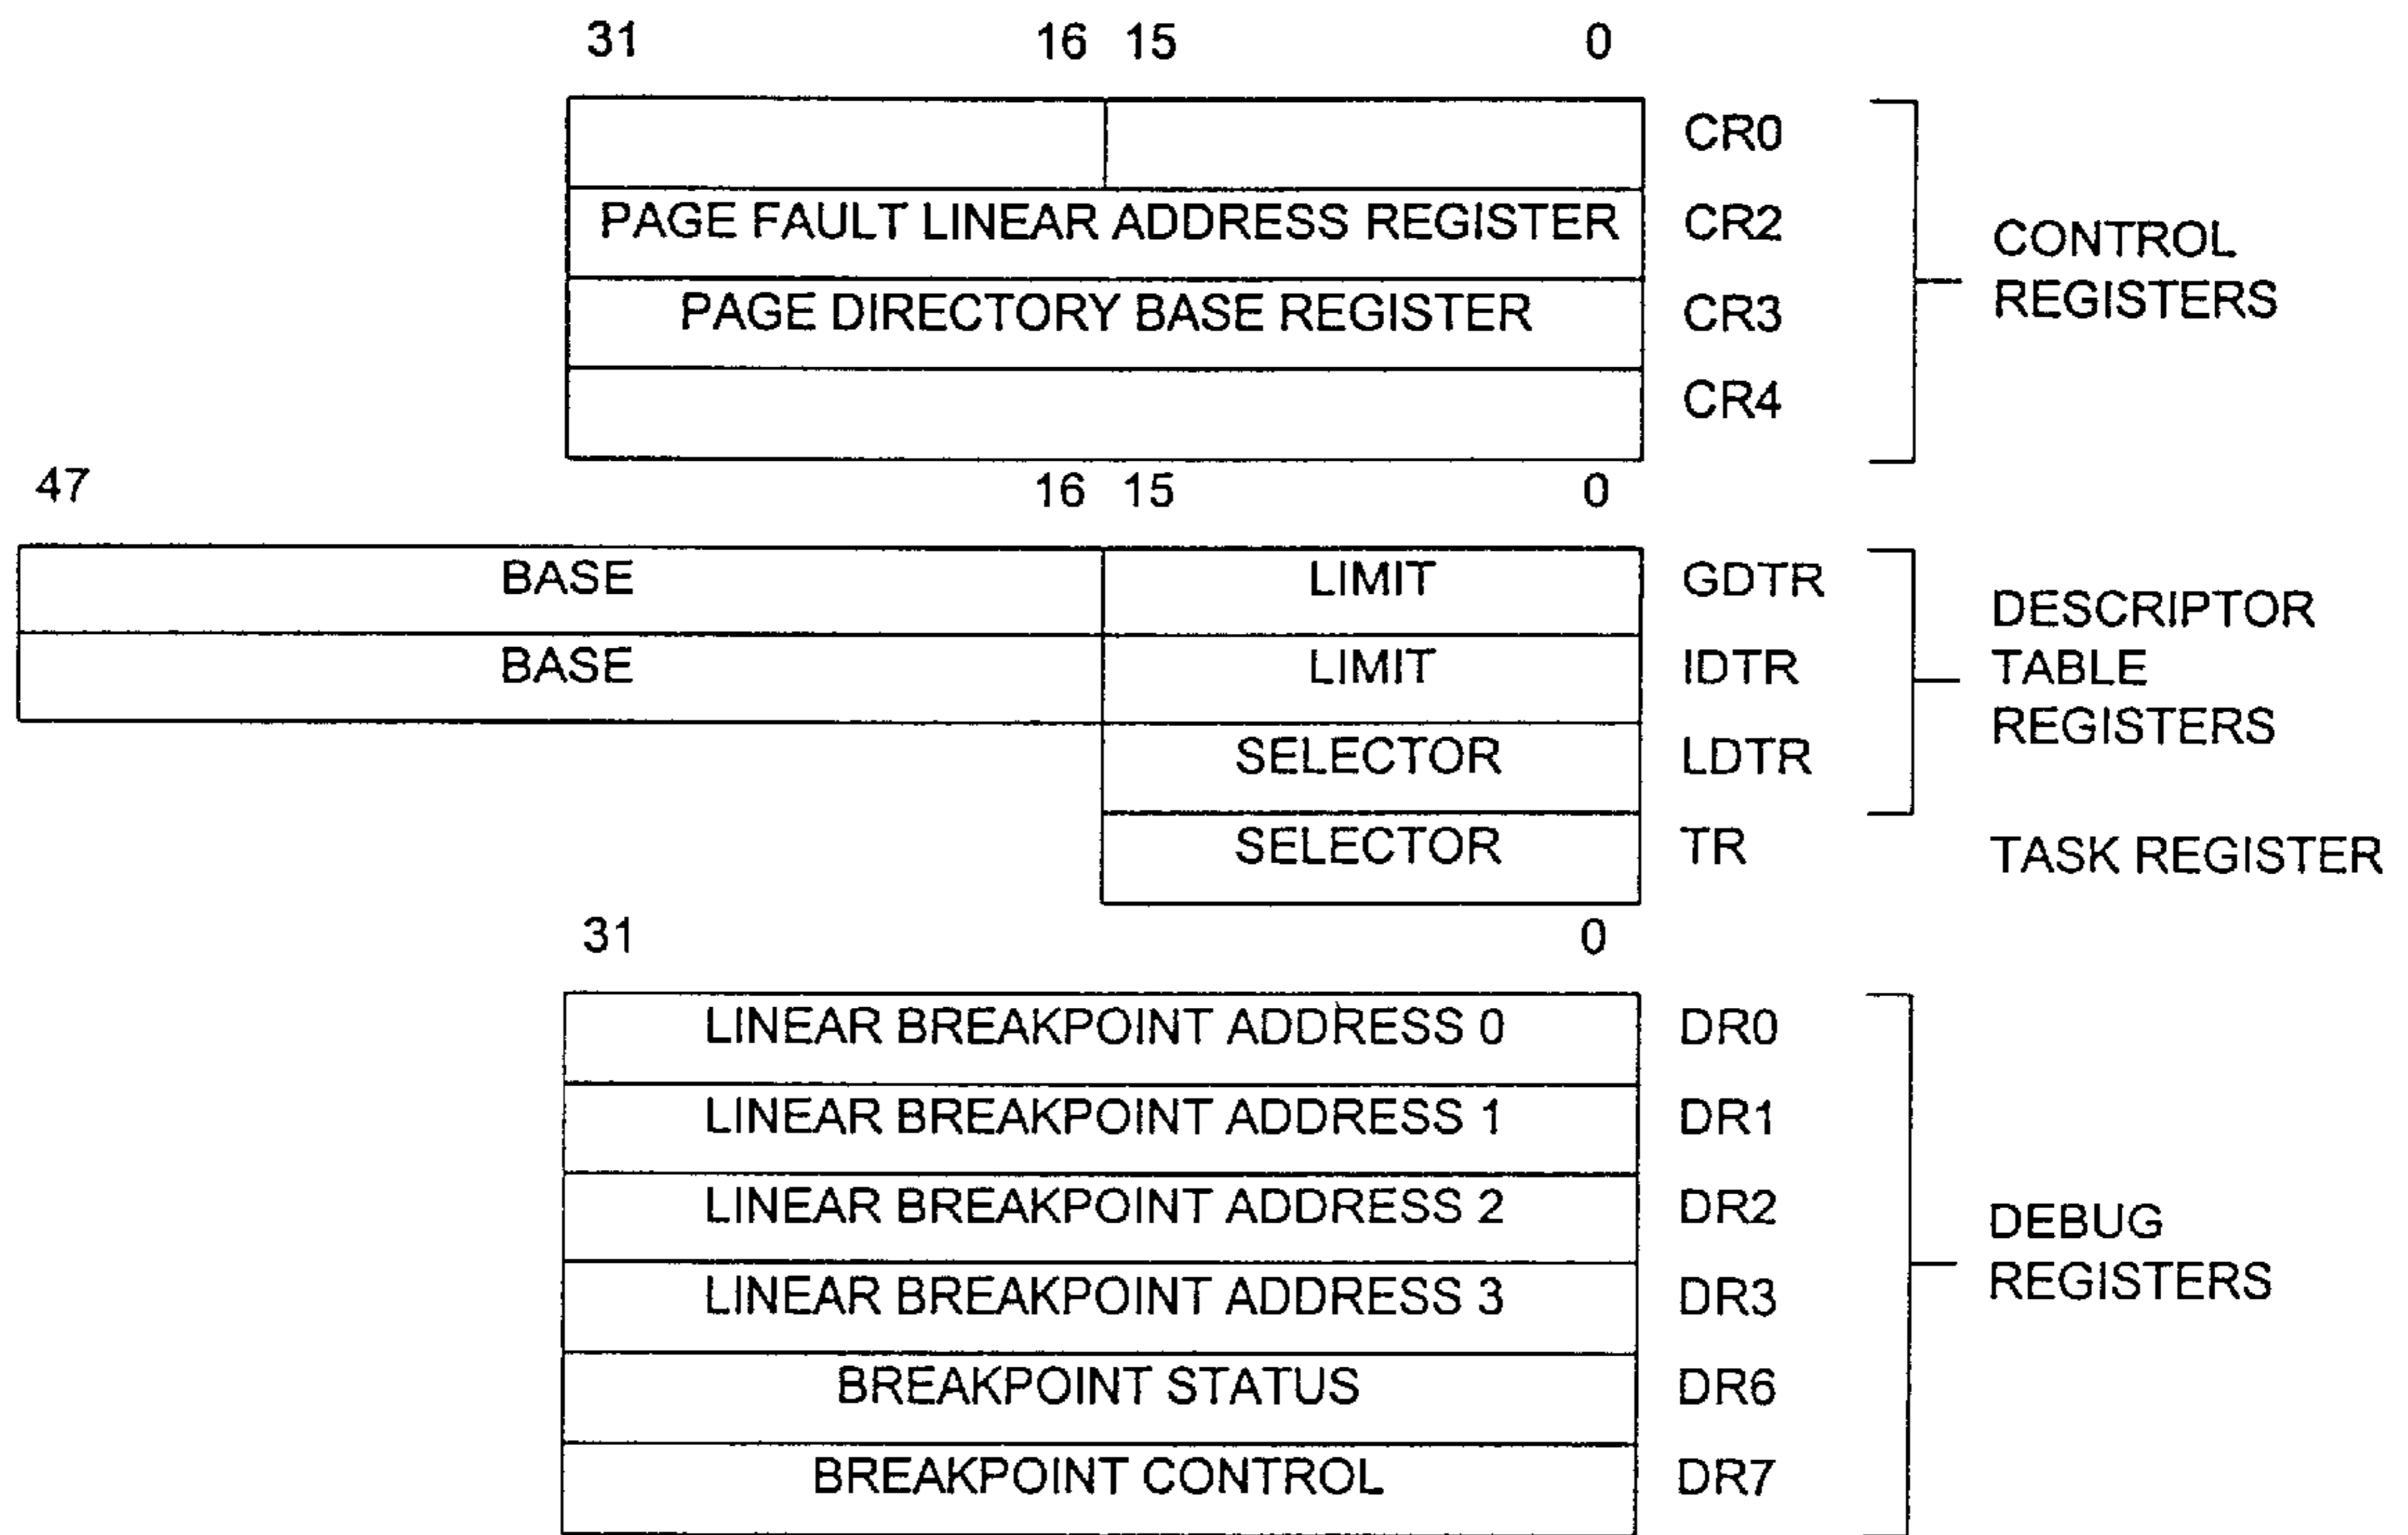 31 16 15 0
CR0
PAGE FAULT LINEAR ADDRESS REGISTER CR2
CONTROL
PAGE DIRECTORY BASE REGISTER CR3
REGISTERS
CR4
47 16 15 0
BASE LIMIT GDTR
DESCRIPTOR
BASE LIMIT IDTR
TABLE
REGISTERS
SELECTOR LDTR
SELECTOR TR TASK REGISTER
31 0
LINEAR BREAKPOINT ADDRESS 0 DR0
LINEAR BREAKPOINT ADDRESS 1 DR1
LINEAR BREAKPOINT ADDRESS 2 DR2
DEBUG
REGISTERS
LINEAR BREAKPOINT ADDRESS 3 DR3
BREAKPOINT STATUS DR6
BREAKPOINT CONTROL DR7